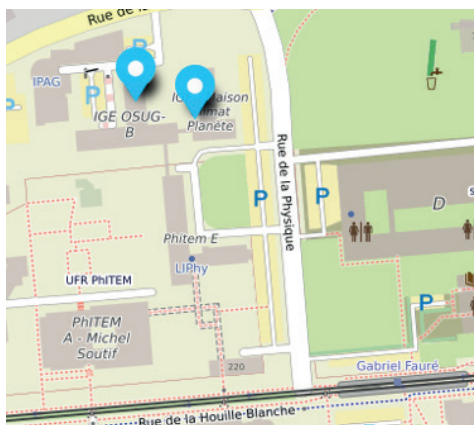 Rue de la
P
IPAG
P
P
IGE OSUG-
B
Planète
Rue de la Physique
P
P
D
Phitem E
LIPhy
UFR PhITEM
P
PhITEM
A - Michel
Soutif
220
Gabriel Fauré
Rue de la Houille Blanche